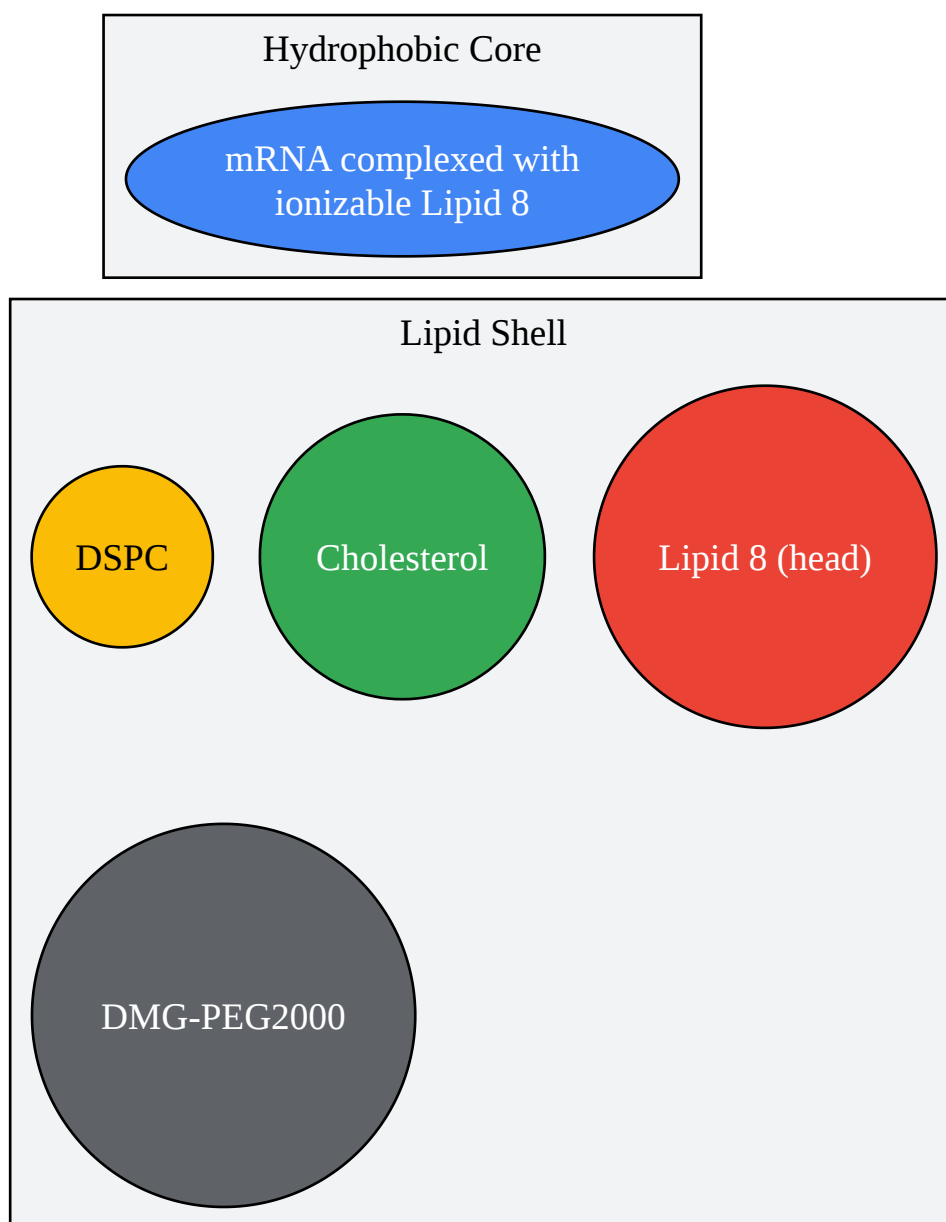 Hydrophobic Core
mRNA complexed with
ionizable Lipid 8
Lipid Shell
DSPC
Cholesterol
Lipid 8 (head)
DMG-PEG2000